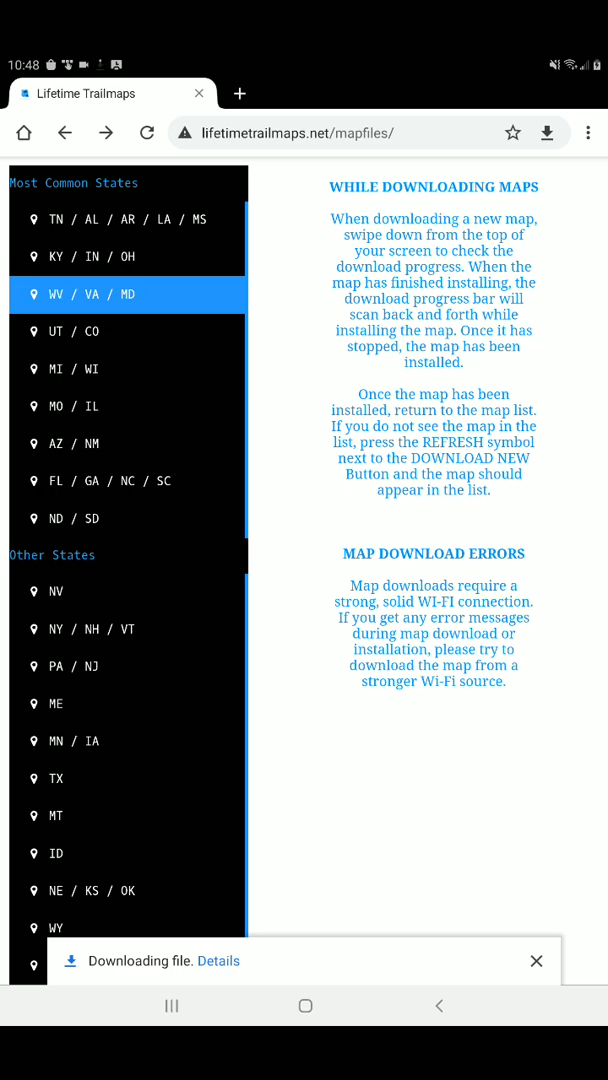 10:48
Lifetime Trailmaps
lifetimetrailmaps.net/mapfiles/
Most Common States
TN / AL / AR / LA / MS
KY / IN / OH
WV / VA / MD
UT / CO
MI / WI
MO / IL
AZ / NM
FL / GA / NC / SC
ND / SD
Other States
NV
NY / NH / VT
PA / NJ
ME
MN / IA
TX
MT
ID
NE / KS / OK
WY
WHILE DOWNLOADING MAPS
When downloading a new map,
swipe down from the top of
your screen to check the
download progress. When the
map has finished installing, the
download progress bar will
scan back and forth while
installing the map. Once it has
stopped, the map has been
installed.
Once the map has been
installed, return to the map list.
If you do not see the map in the
list, press the REFRESH symbol
next to the DOWNLOAD NEW
Button and the map should
appear in the list.
MAP DOWNLOAD ERRORS
Map downloads require a
strong, solid WI-FI connection.
If you get any error messages
during map download or
installation, please try to
download the map from a
stronger Wi-Fi source.
Downloading file. Details